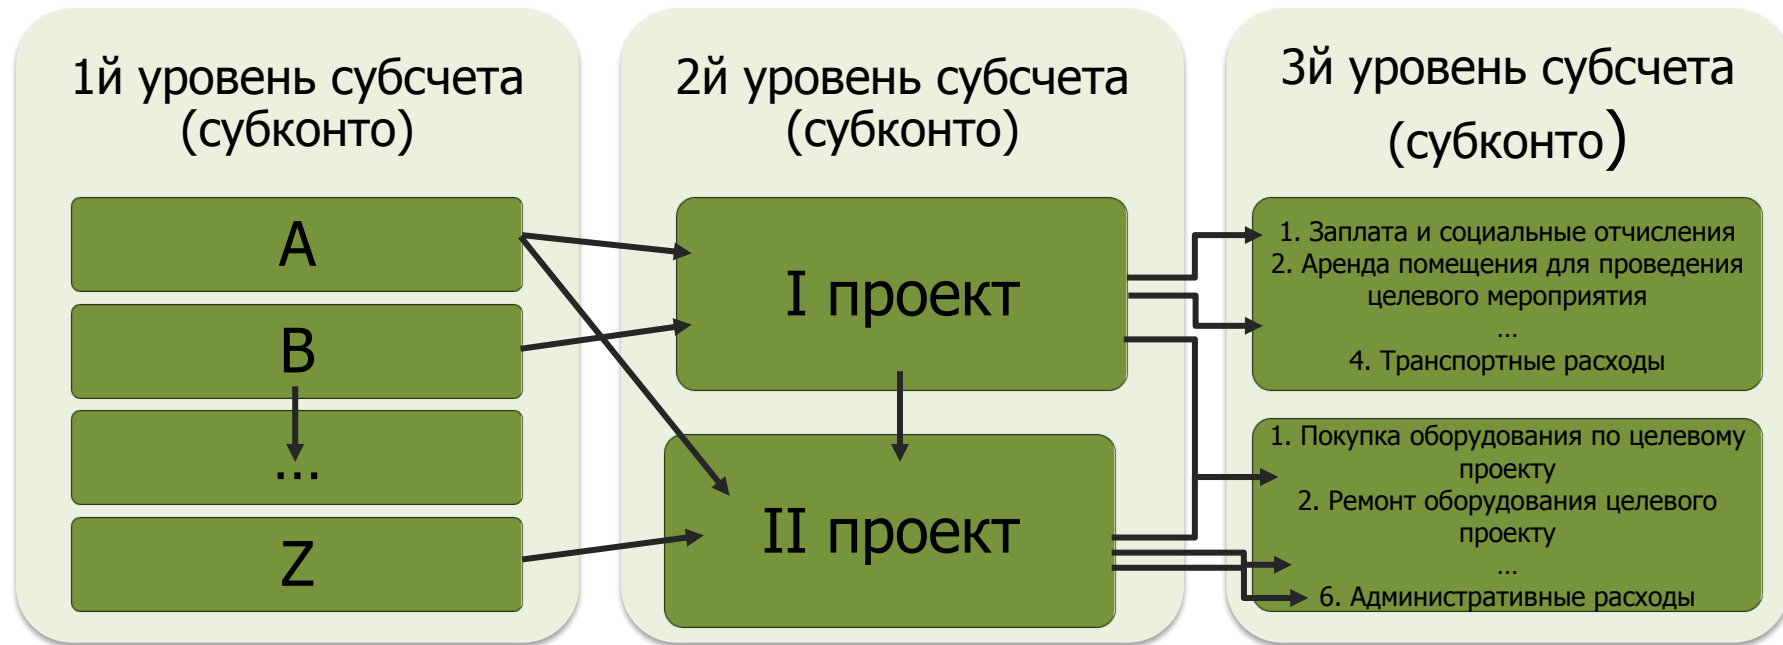 1й уровень субсчета
(субконто)
A
B
...
Z
2й уровень субсчета
(субконто)
I проект
II проект
3й уровень субсчета
(субконто)
1. Заплата и социальные отчисления
2. Аренда помещения для проведения
целевого мероприятия
...
4. Транспортные расходы
1. Покупка оборудования по целевому
проекту
2. Ремонт оборудования целевого
проекту
...
6. Административные расходы